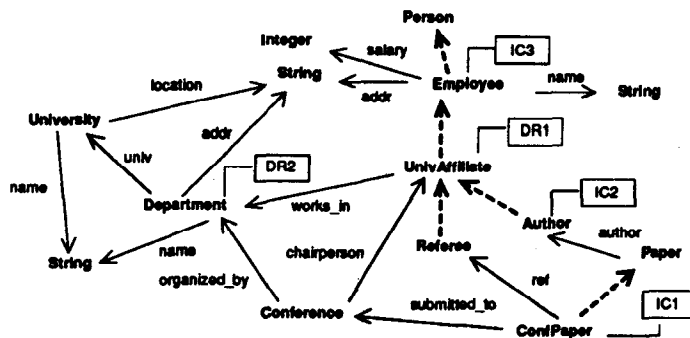 Person
Integer
salary
IC3
String
location
addr
Employee
name
String
University
addr
univ
DR2
DR1
UnivAffiliate
name
Department
works_in
IC2
Author
author
String
name
chairperson
Referee
Paper
organized_by
ref
submitted_to
Conference
ConfPaper
IC1